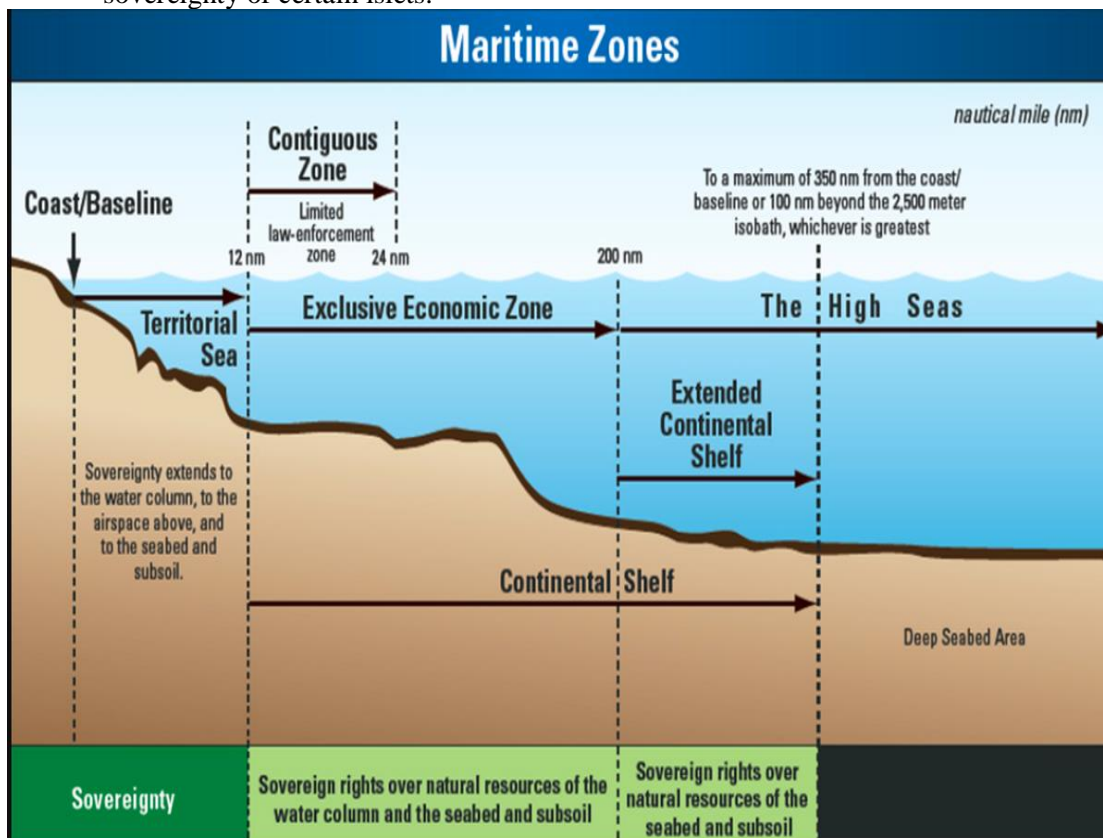 sovereignty of certain islets.
Maritime Zones
nautical mile (nm)
Contiguous
Zone
Limited
law-enforcement
zone
To a maximum of 350 nm from the coast/
baseline or 100 nm beyond the 2,500 meter
isobath, whichever is greatest
Coast/Baseline
12 nm
24 nm
200 nm
Territorial
Sea
Exclusive Economic Zone
The High Seas
Extended
Continental
Shelf
Sovereignty extends to
the water column, to the
airspace above, and
to the seabed and
subsoil.
Continental Shelf
Deep Seabed Area
Sovereignty
Sovereign rights over natural resources of the
water column and the seabed and subsoil
Sovereign rights over
natural resources of the
seabed and subsoil